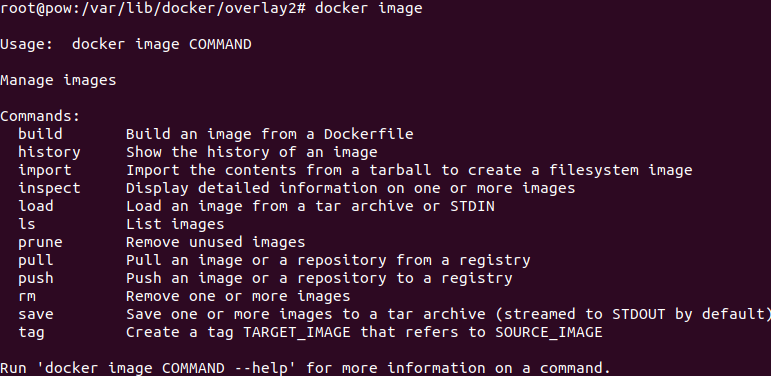 root@pow:/var/lib/docker/overlay2# docker image
Usage:  docker image COMMAND
Manage images
Commands:
  build       Build an image from a Dockerfile
  history     Show the history of an image
  import      Import the contents from a tarball to create a filesystem image
  inspect     Display detailed information on one or more images
  load        Load an image from a tar archive or STDIN
  ls          List images
  prune       Remove unused images
  pull        Pull an image or a repository from a registry
  push        Push an image or a repository to a registry
  rm          Remove one or more images
  save        Save one or more images to a tar archive (streamed to STDOUT by default)
  tag         Create a tag TARGET_IMAGE that refers to SOURCE_IMAGE
Run 'docker image COMMAND --help' for more information on a command.